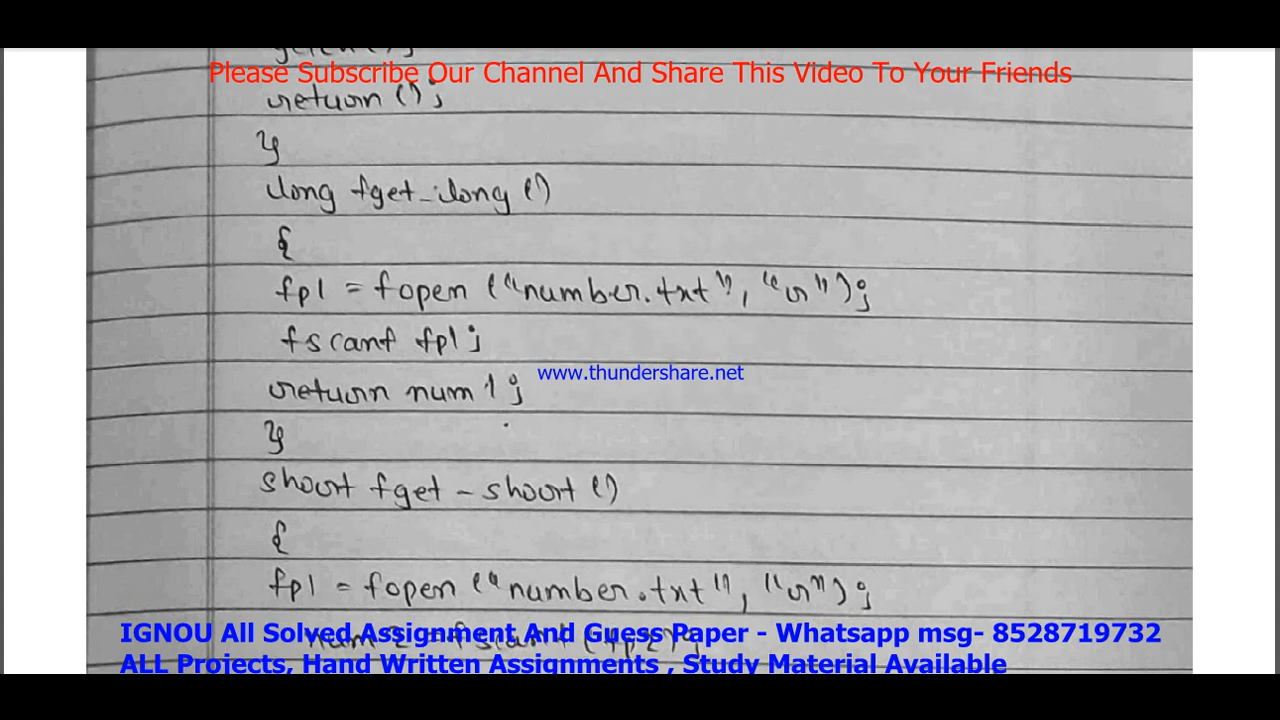 Please Subscribe Our Channel And Share This Video To Your Friends
return ();
}
long fget_long ()
{
fp1 = fopen ("number.txt", "r");
fscanf fp1;
www.thundershare.net
return num 1;
}
short fget - short ()
{
fp1 = fopen ("number.txt", "r");
IGNOU All Solved Assignment And Guess Paper - Whatsapp msg- 8528719732
ALL Projects, Hand Written Assignments , Study Material Available